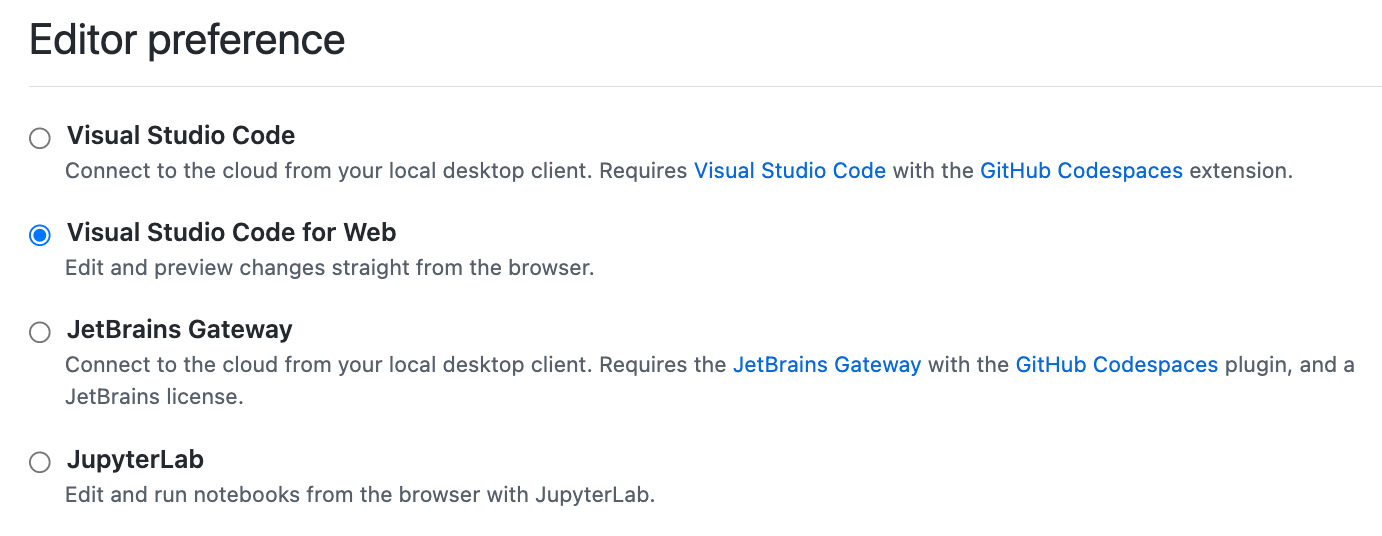 Editor preference
Visual Studio Code
Connect to the cloud from your local desktop client. Requires Visual Studio Code with the GitHub Codespaces extension.
Visual Studio Code for Web
Edit and preview changes straight from the browser.
JetBrains Gateway
Connect to the cloud from your local desktop client. Requires the JetBrains Gateway with the GitHub Codespaces plugin, and a
JetBrains license.
JupyterLab
Edit and run notebooks from the browser with JupyterLab.